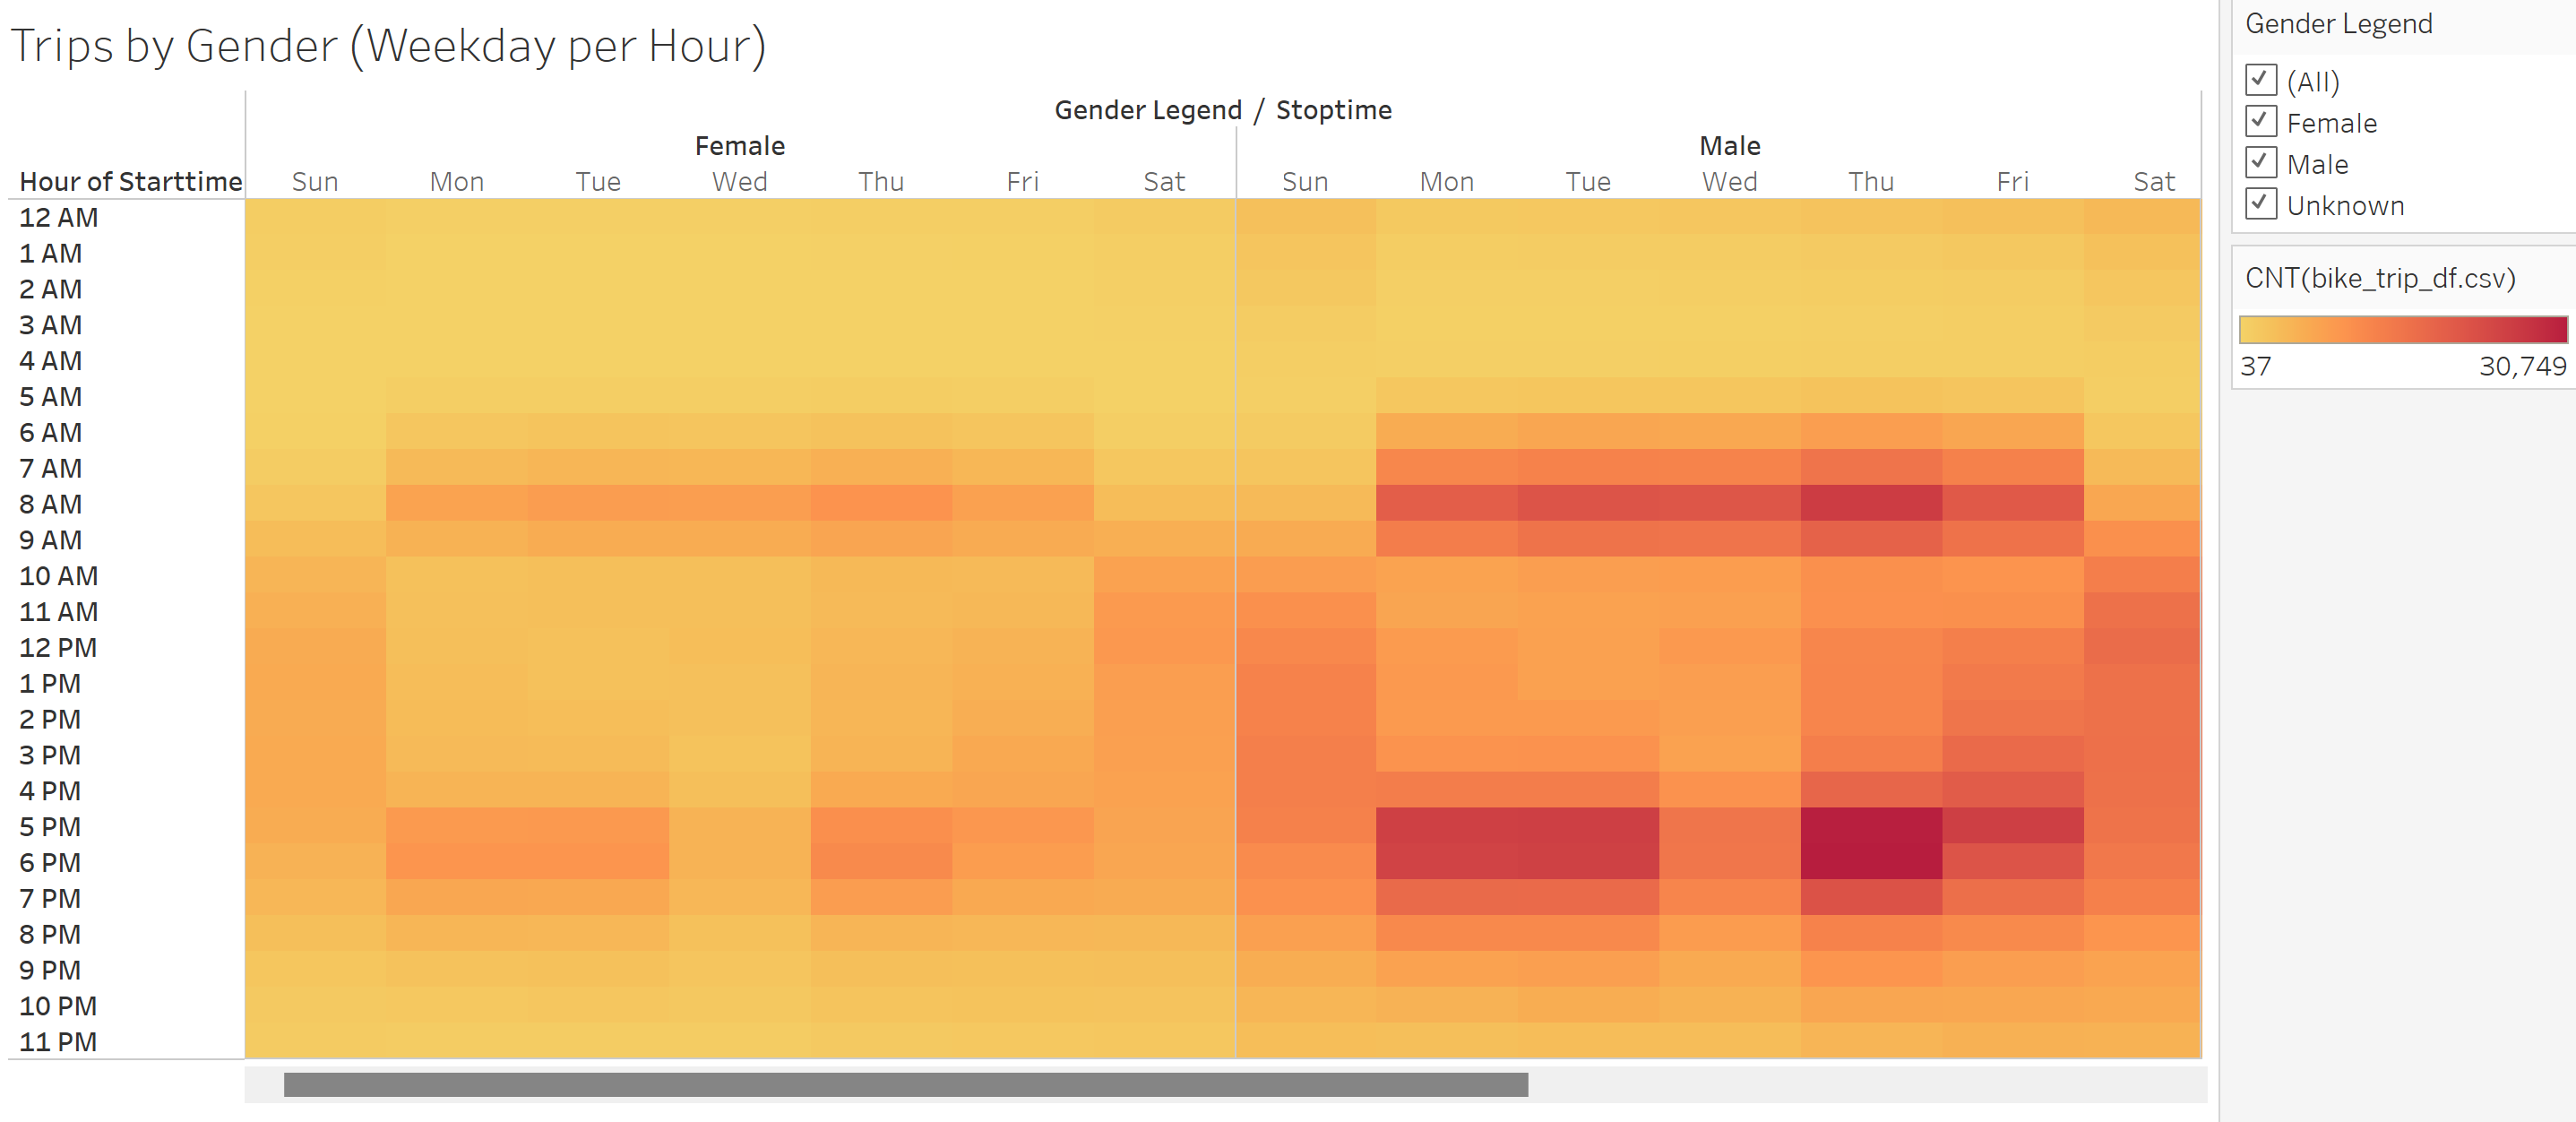 Trips by Gender (Weekday per Hour)
Gender Legend / Stoptime
Female Male
Hour of Starttime Sun Mon Tue Wed Thu Fri Sat Sun Mon Tue Wed Thu Fri Sat
12 AM
1 AM
2 AM
3 AM
4 AM
5 AM
6 AM
7 AM
8 AM
9 AM
10 AM
11 AM
12 PM
1 PM
2 PM
3 PM
4 PM
5 PM
6 PM
7 PM
8 PM
9 PM
10 PM
11 PM
Gender Legend
(All)
Female
Male
Unknown
CNT(bike_trip_df.csv)
37 30,749